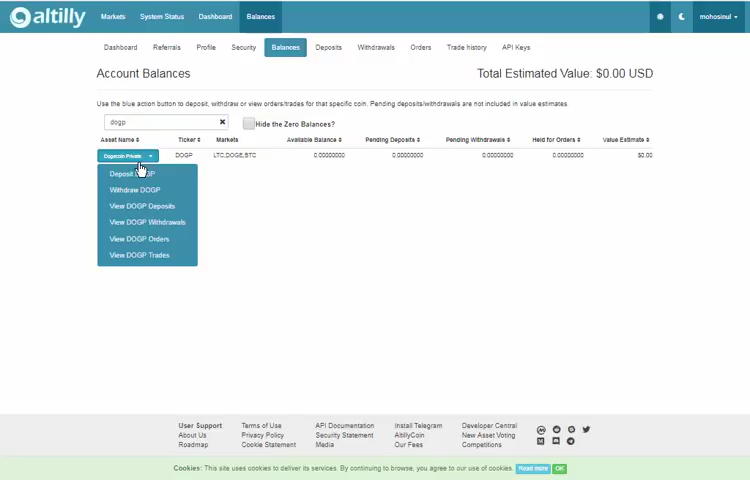 altilly Markets System Status Dashboard Balances mohosinul
Dashboard Referrals Profile Security Balances Deposits Withdrawals Orders Trade history API Keys
Account Balances Total Estimated Value: $0.00 USD
Use the blue action button to deposit, withdraw or view orders/trades for that specific coin. Pending deposits/withdrawals are not included in value estimates.
dogp Hide the Zero Balances?
Asset Name Ticker Markets Available Balance Pending Deposits Pending Withdrawals Held for Orders Value Estimate
Dogecoin Private DOGP LTC,DOGE,BTC 0.00000000 0.00000000 0.00000000 0.00000000 $0.00
Deposit DOGP
Withdraw DOGP
View DOGP Deposits
View DOGP Withdrawals
View DOGP Orders
View DOGP Trades
User Support Terms of Use API Documentation Install Telegram Developer Central
About Us Privacy Policy Security Statement AltillyCoin New Asset Voting
Roadmap Cookie Statement Media Our Fees Competitions
Cookies: This site uses cookies to deliver its services. By continuing to browse, you agree to our use of cookies. Read more OK